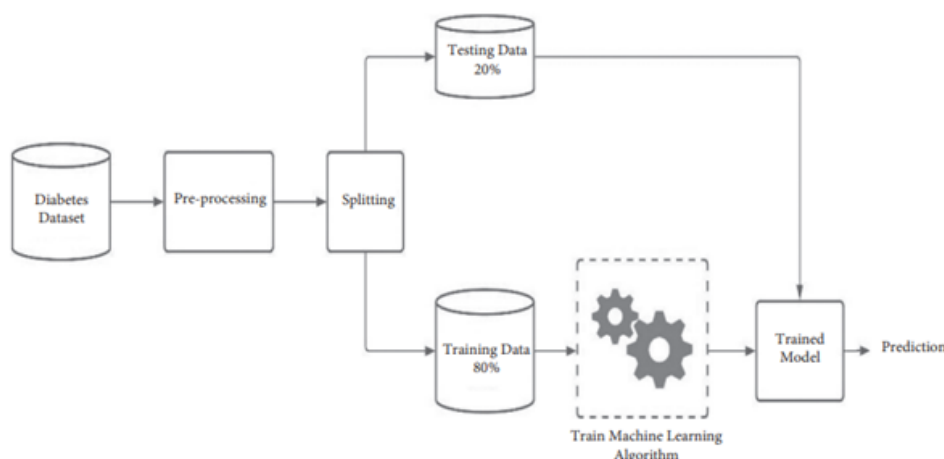 Testing Data
20%
Diabetes
Dataset
Pre-processing
Splitting
Training Data
80%
Train Machine Learning
Algorithm
Trained
Model
Prediction